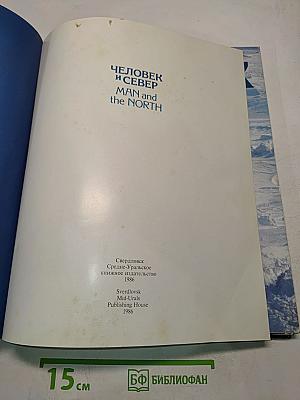 ЧЕЛОВЕК
и СЕВЕР
MAN and
the NORTH
Свердловск
Средне-Уральское
книжное издательство
1986
Sverdlovsk
Mid-Urals
Publishing House
1986
15 см
БФ БИБЛИОФАН